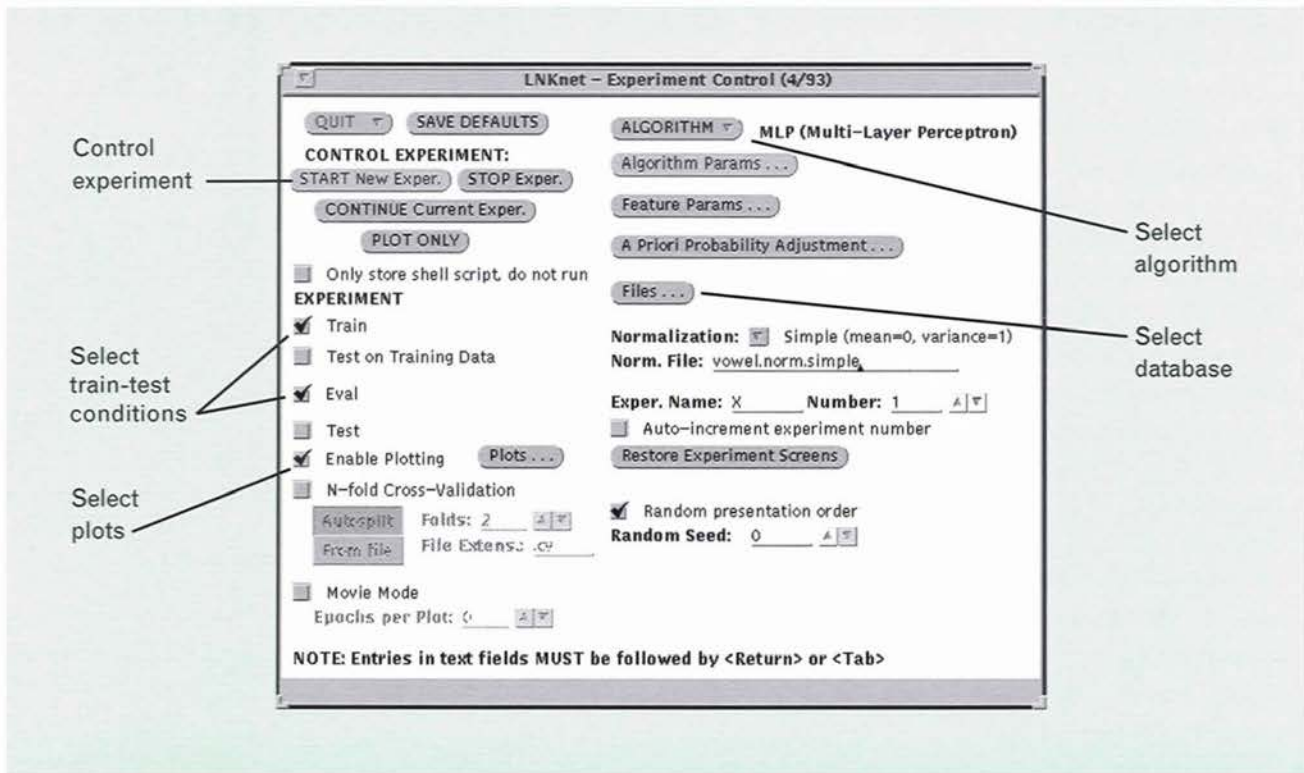 LNKnet – Experiment Control (4/93)
QUIT SAVE DEFAULTS
CONTROL EXPERIMENT:
START New Exper. STOP Exper.
CONTINUE Current Exper.
PLOT ONLY
Only store shell script, do not run
EXPERIMENT
Train
Test on Training Data
Eval
Test
Enable Plotting Plots . . .
N-fold Cross-Validation
Autosplit Folds: 2
From file File Extens.: .cv
Movie Mode
Epochs per Plot:
ALGORITHM MLP (Multi-Layer Perceptron)
Algorithm Params . . .
Feature Params . . .
A Priori Probability Adjustment . . .
Files . . .
Normalization: Simple (mean=0, variance=1)
Norm. File: vowel.norm.simple
Exper. Name: X Number: 1
Auto-increment experiment number
Restore Experiment Screens
Random presentation order
Random Seed: 0
NOTE: Entries in text fields MUST be followed by <Return> or <Tab>
Control
experiment
Select
train-test
conditions
Select
plots
Select
algorithm
Select
database